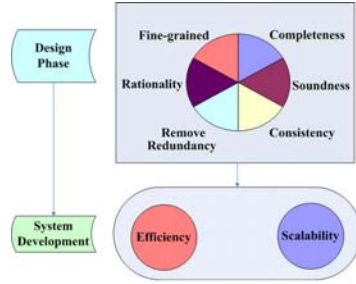 Design
Phase
Fine-grained
Completeness
Rationality
Soundness
Remove
Redundancy
Consistency
System
Development
Efficiency
Scalability